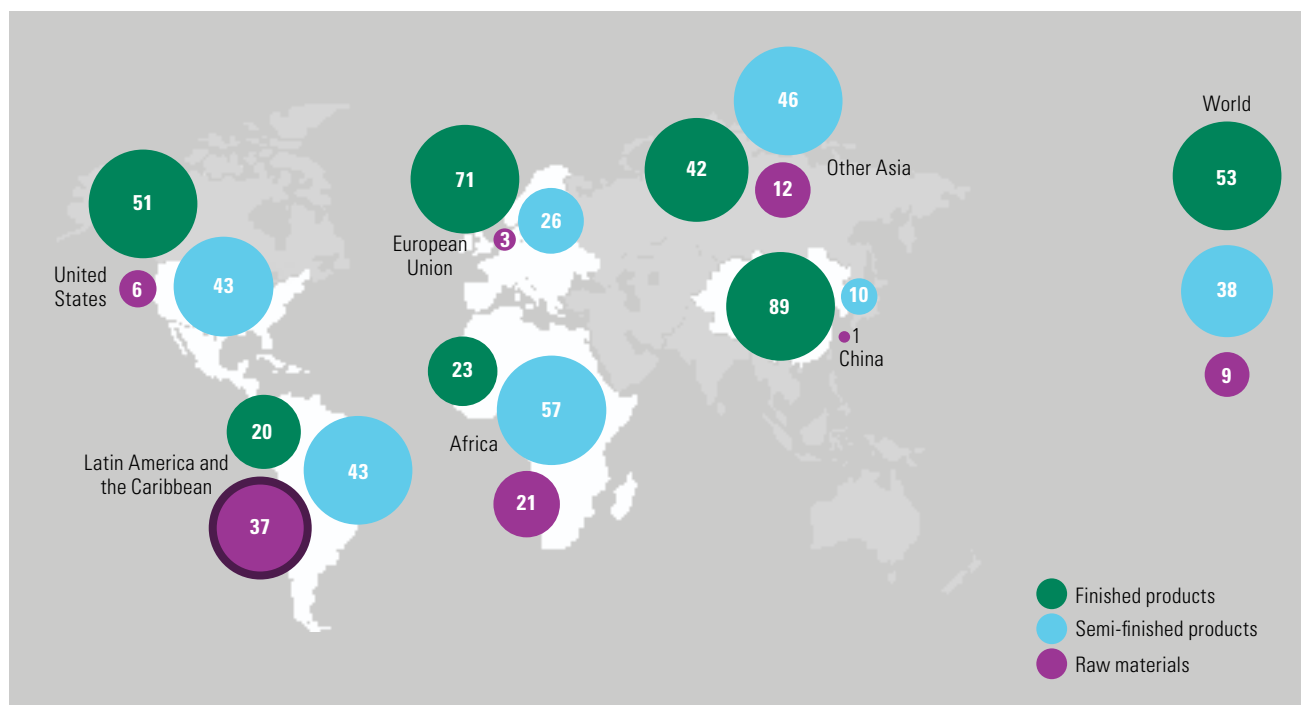 51
United
States
6
43
20
Latin America and
the Caribbean
43
37
71
European
Union
3
26
23
Africa
57
21
46
42
Other Asia
12
89
10
1
China
World
53
38
9
Finished products
Semi-finished products
Raw materials